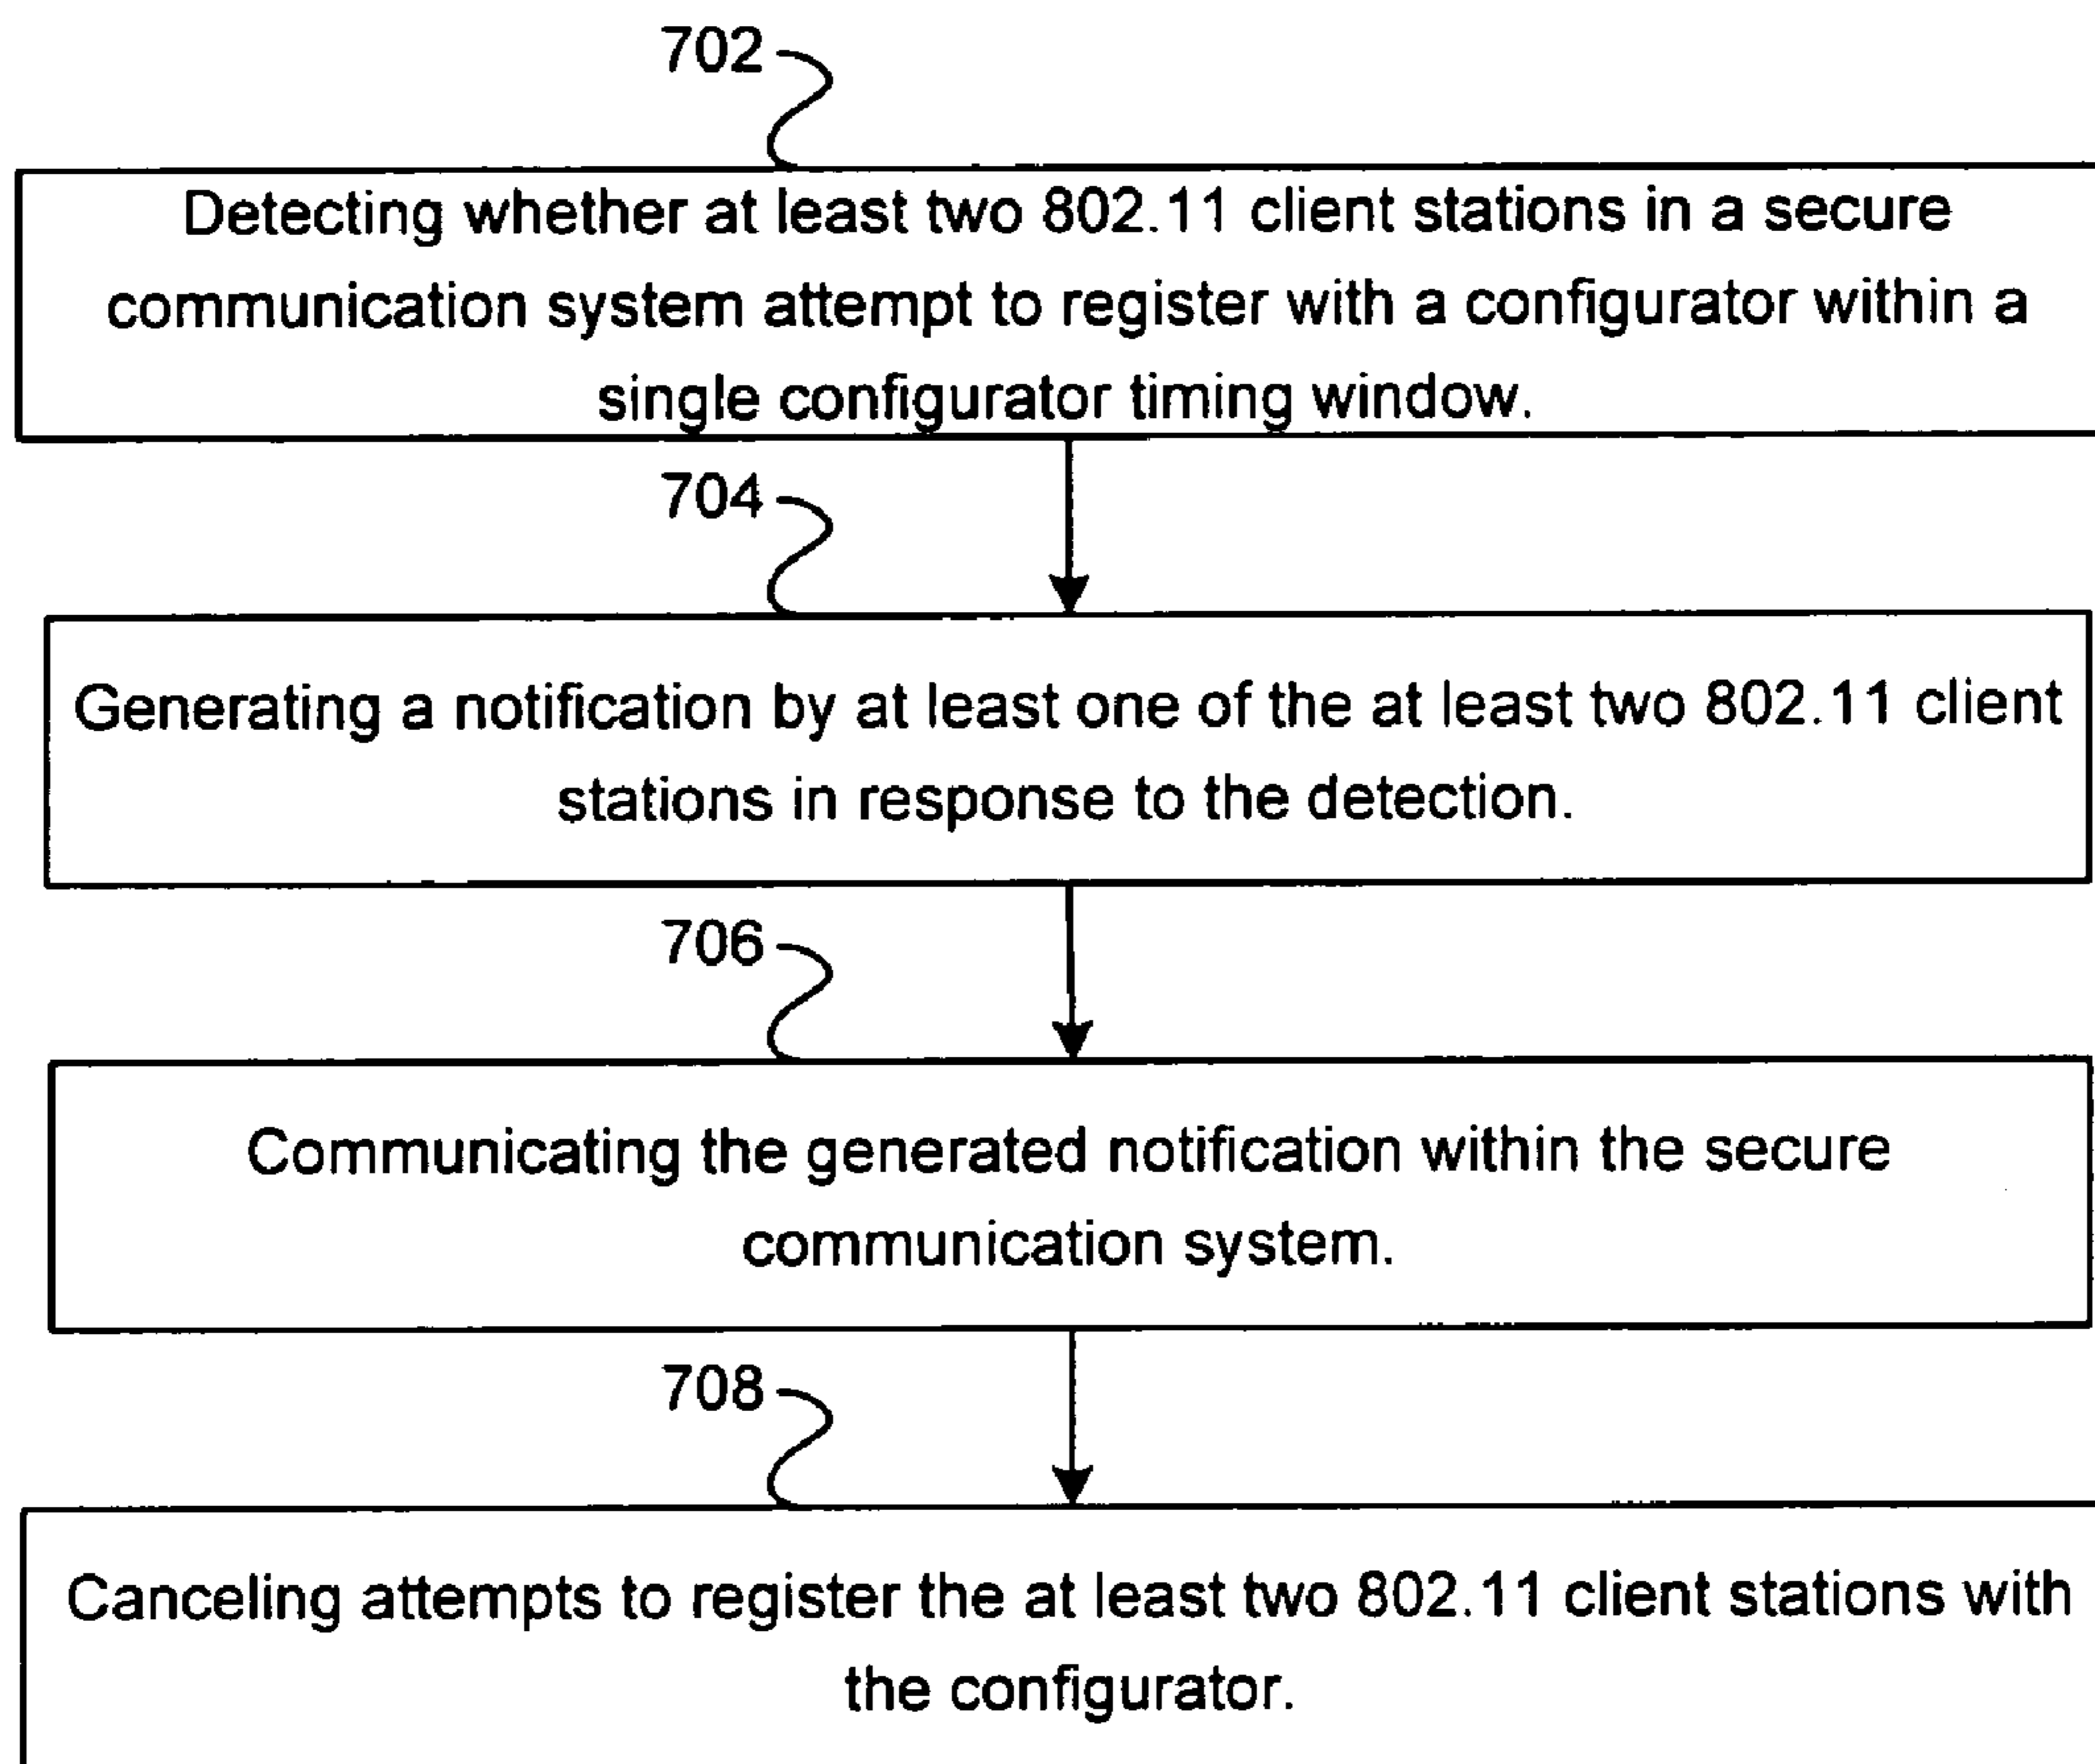 702
Detecting whether at least two 802.11 client stations in a secure
communication system attempt to register with a configurator within a
single configurator timing window.
704
Generating a notification by at least one of the at least two 802.11 client
stations in response to the detection.
706
Communicating the generated notification within the secure
communication system.
708
Canceling attempts to register the at least two 802.11 client stations with
the configurator.